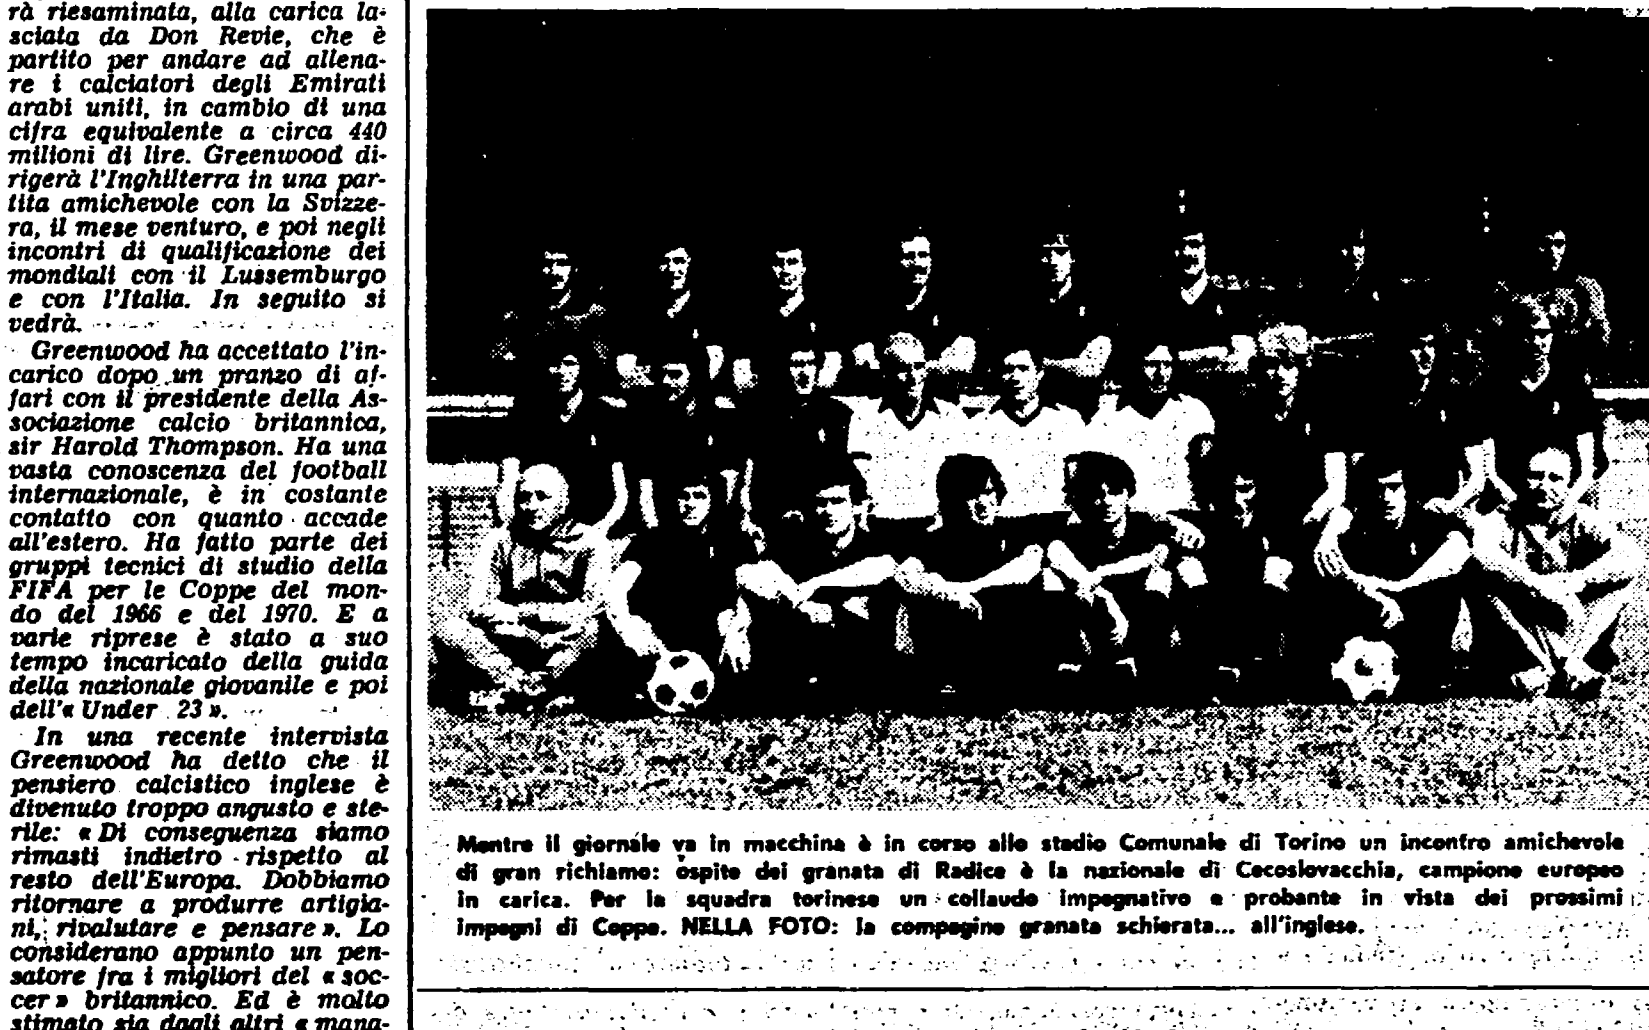 rà riesaminata, alla carica la-
sciata da Don Revie, che è
partito per andare ad allena-
re i calciatori degli Emirati
arabi uniti, in cambio di una
cifra equivalente a circa 440
milioni di lire. Greenwood di-
rigerà l'Inghilterra in una par-
tita amichevole con la Svizze-
ra, il mese venturo, e poi negli
incontri di qualificazione dei
mondiali con il Lussemburgo
e con l'Italia. In seguito si
vedrà.
Greenwood ha accettato l'in-
carico dopo un pranzo di af-
fari con il presidente della As-
sociazione calcio britannica,
sir Harold Thompson. Ha una
vasta conoscenza del football
internazionale, è in costante
contatto con quanto accade
all'estero. Ha fatto parte dei
gruppi tecnici di studio della
FIFA per le Coppe del mon-
do del 1966 e del 1970. E a
varie riprese è stato a suo
tempo incaricato della guida
della nazionale giovanile e poi
dell'« Under 23 ».
In una recente intervista
Greenwood ha detto che il
pensiero calcistico inglese è
divenuto troppo angusto e ste-
rile: « Di conseguenza siamo
rimasti indietro rispetto al
resto dell'Europa. Dobbiamo
ritornare a produrre artigia-
ni, rivalutare e pensare ». Lo
considerano appunto un pen-
satore fra i migliori del « soc-
cer » britannico. Ed è molto
stimato sia dagli altri « mana-
Mentre il giornale va in macchina è in corso allo stadio Comunale di Torino un incontro amichevole
di gran richiamo: ospite dei granata di Radice è la nazionale di Cecoslovacchia, campione europeo
in carica. Per la squadra torinese un collaudo impegnativo e probante in vista dei prossimi
impegni di Coppa. NELLA FOTO: la compagine granata schierata... all'inglese.